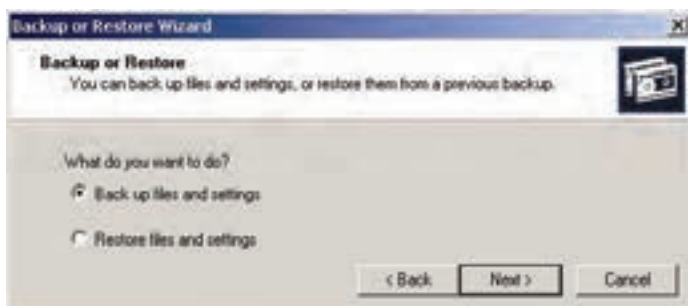 Backup or Restore Wizard
Backup or Restore
You can back up files and settings, or restore them from a previous backup.
What do you want to do?
Back up files and settings
Restore files and settings
< Back Next > Cancel